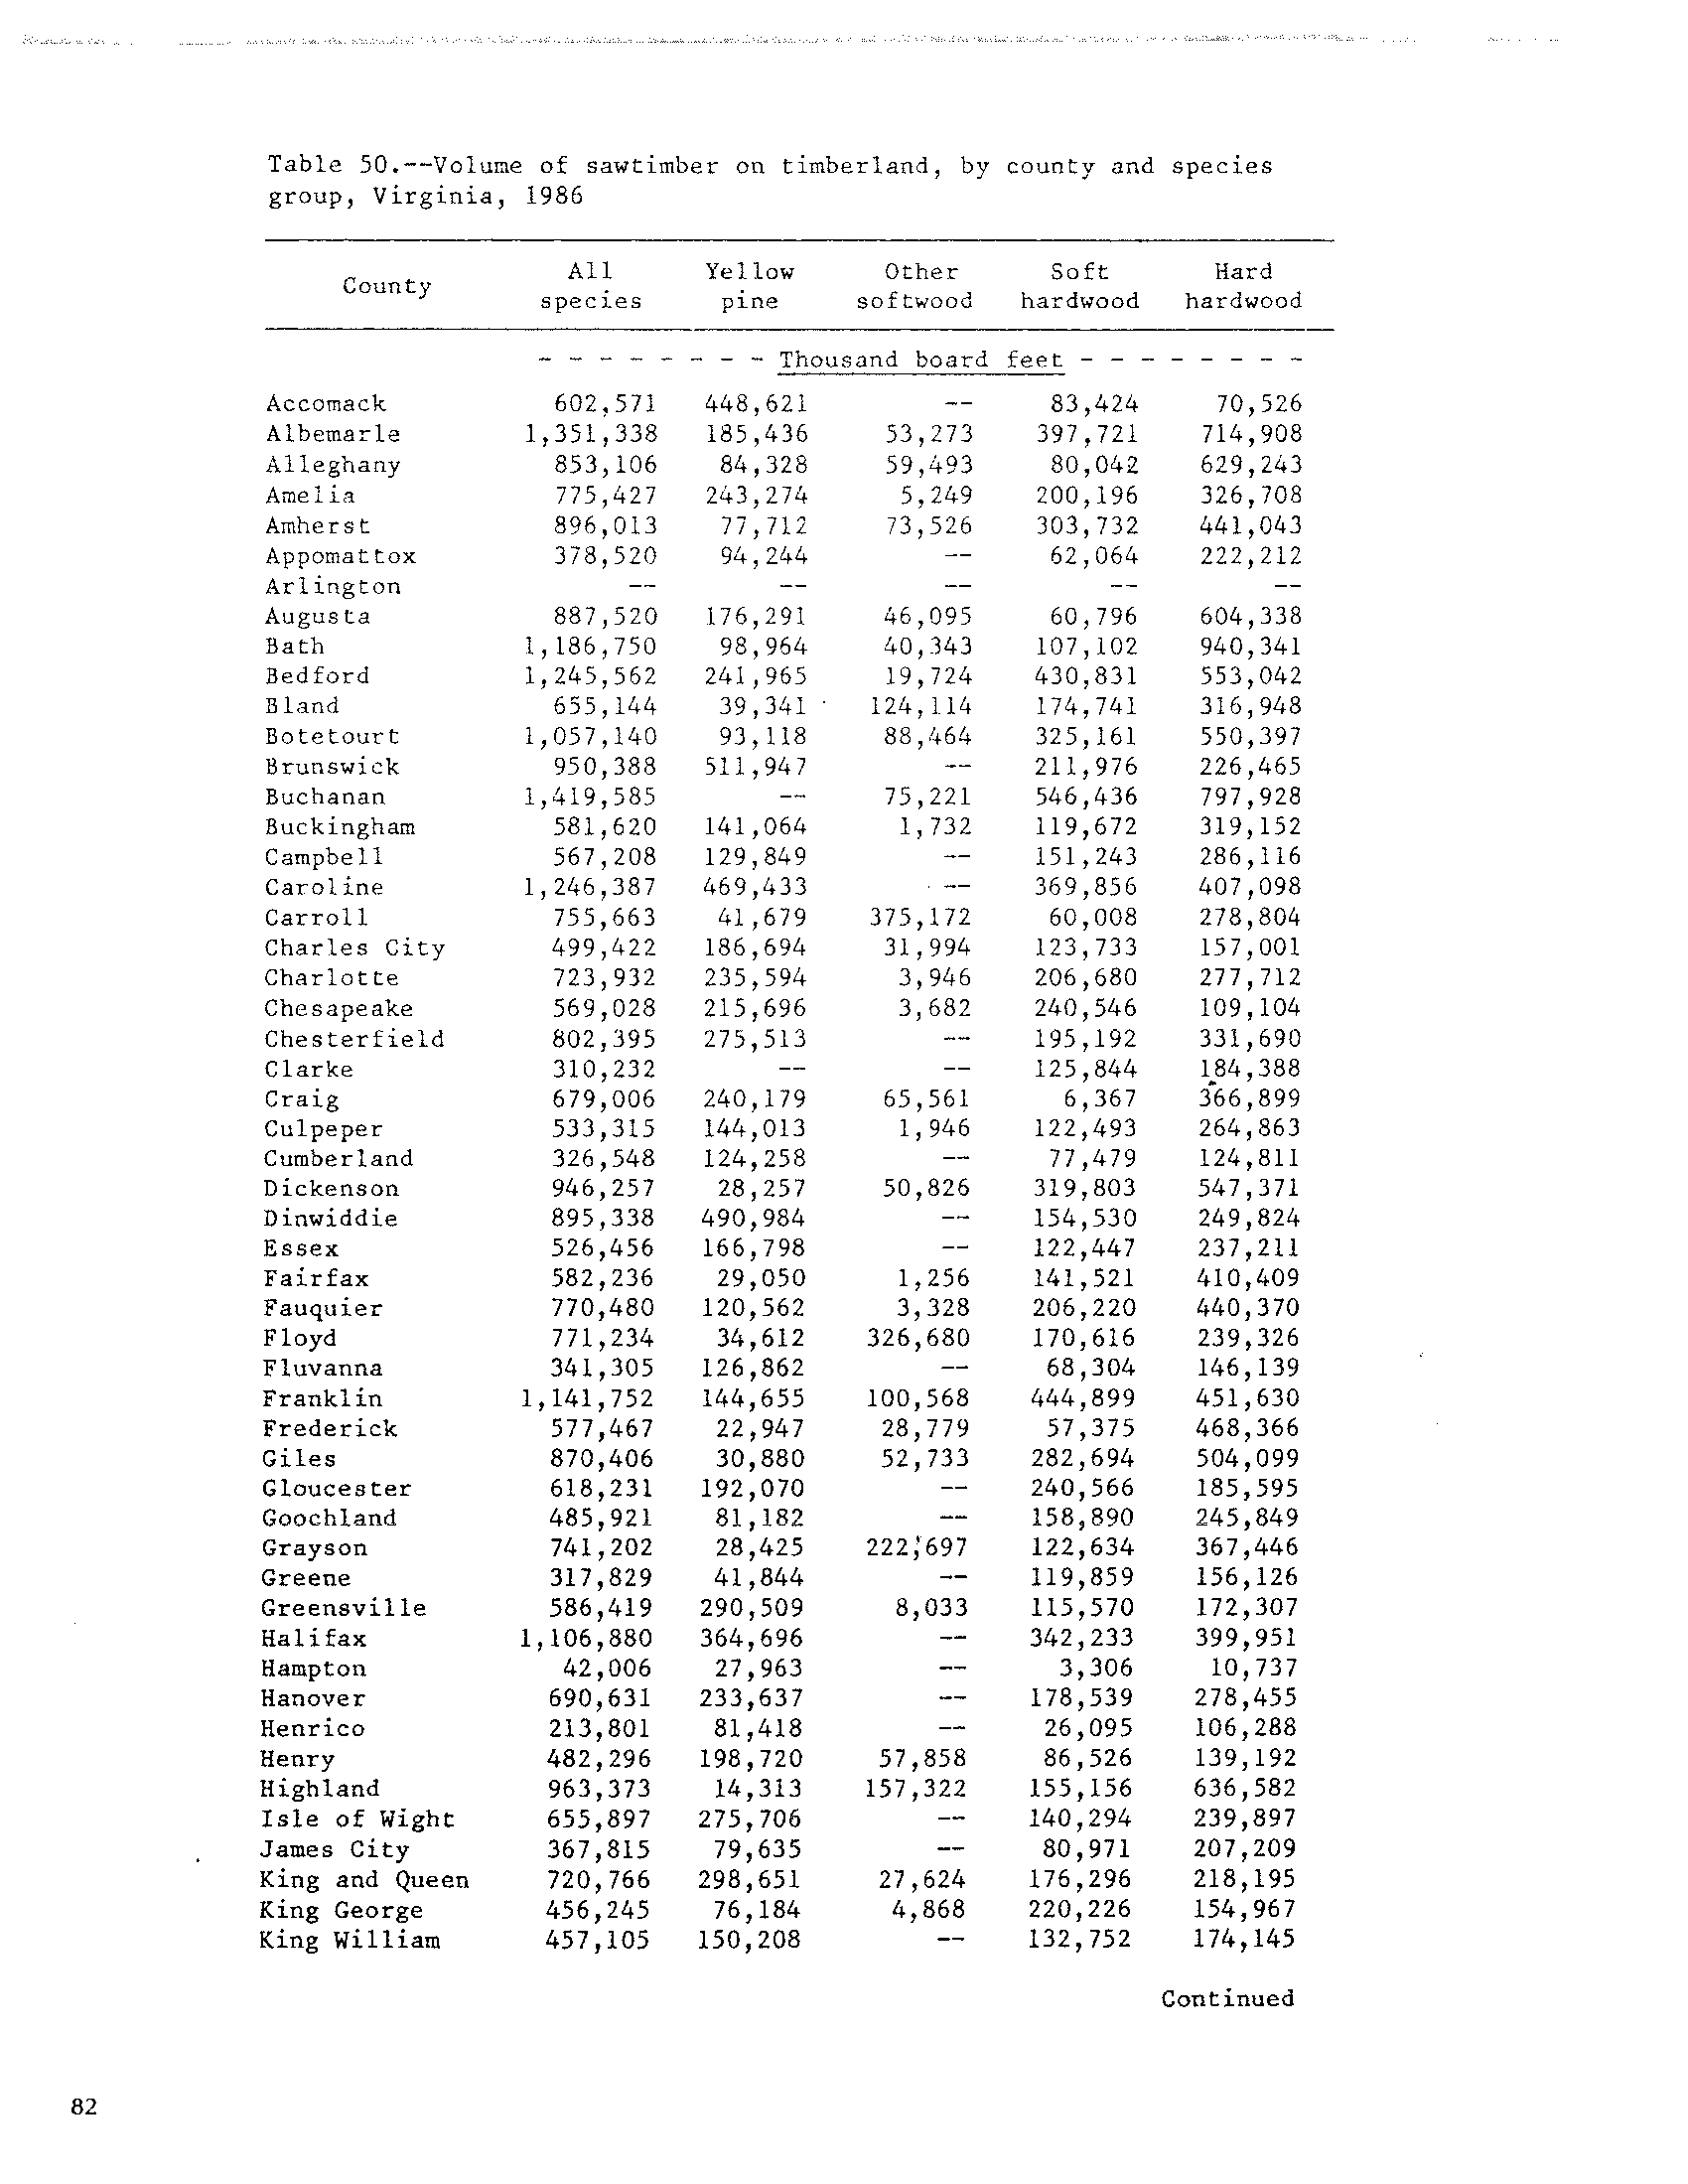 Table 50.--Volume of sawtimber on timberland, by county and species
group, Virginia, 1986
County All species Yellow pine Other softwood Soft hardwood Hard hardwood
- - - - - - - - Thousand board feet - - - - - - - -
Accomack 602,571 448,621 -- 83,424 70,526
Albemarle 1,351,338 185,436 53,273 397,721 714,908
Alleghany 853,106 84,328 59,493 80,042 629,243
Amelia 775,427 243,274 5,249 200,196 326,708
Amherst 896,013 77,712 73,526 303,732 441,043
Appomattox 378,520 94,244 -- 62,064 222,212
Arlington -- -- -- -- --
Augusta 887,520 176,291 46,095 60,796 604,338
Bath 1,186,750 98,964 40,343 107,102 940,341
Bedford 1,245,562 241,965 19,724 430,831 553,042
Bland 655,144 39,341 124,114 174,741 316,948
Botetourt 1,057,140 93,118 88,464 325,161 550,397
Brunswick 950,388 511,947 -- 211,976 226,465
Buchanan 1,419,585 -- 75,221 546,436 797,928
Buckingham 581,620 141,064 1,732 119,672 319,152
Campbell 567,208 129,849 -- 151,243 286,116
Caroline 1,246,387 469,433 -- 369,856 407,098
Carroll 755,663 41,679 375,172 60,008 278,804
Charles City 499,422 186,694 31,994 123,733 157,001
Charlotte 723,932 235,594 3,946 206,680 277,712
Chesapeake 569,028 215,696 3,682 240,546 109,104
Chesterfield 802,395 275,513 -- 195,192 331,690
Clarke 310,232 -- -- 125,844 184,388
Craig 679,006 240,179 65,561 6,367 366,899
Culpeper 533,315 144,013 1,946 122,493 264,863
Cumberland 326,548 124,258 -- 77,479 124,811
Dickenson 946,257 28,257 50,826 319,803 547,371
Dinwiddie 895,338 490,984 -- 154,530 249,824
Essex 526,456 166,798 -- 122,447 237,211
Fairfax 582,236 29,050 1,256 141,521 410,409
Fauquier 770,480 120,562 3,328 206,220 440,370
Floyd 771,234 34,612 326,680 170,616 239,326
Fluvanna 341,305 126,862 -- 68,304 146,139
Franklin 1,141,752 144,655 100,568 444,899 451,630
Frederick 577,467 22,947 28,779 57,375 468,366
Giles 870,406 30,880 52,733 282,694 504,099
Gloucester 618,231 192,070 -- 240,566 185,595
Goochland 485,921 81,182 -- 158,890 245,849
Grayson 741,202 28,425 222,697 122,634 367,446
Greene 317,829 41,844 -- 119,859 156,126
Greensville 586,419 290,509 8,033 115,570 172,307
Halifax 1,106,880 364,696 -- 342,233 399,951
Hampton 42,006 27,963 -- 3,306 10,737
Hanover 690,631 233,637 -- 178,539 278,455
Henrico 213,801 81,418 -- 26,095 106,288
Henry 482,296 198,720 57,858 86,526 139,192
Highland 963,373 14,313 157,322 155,156 636,582
Isle of Wight 655,897 275,706 -- 140,294 239,897
James City 367,815 79,635 -- 80,971 207,209
King and Queen 720,766 298,651 27,624 176,296 218,195
King George 456,245 76,184 4,868 220,226 154,967
King William 457,105 150,208 -- 132,752 174,145
Continued
82